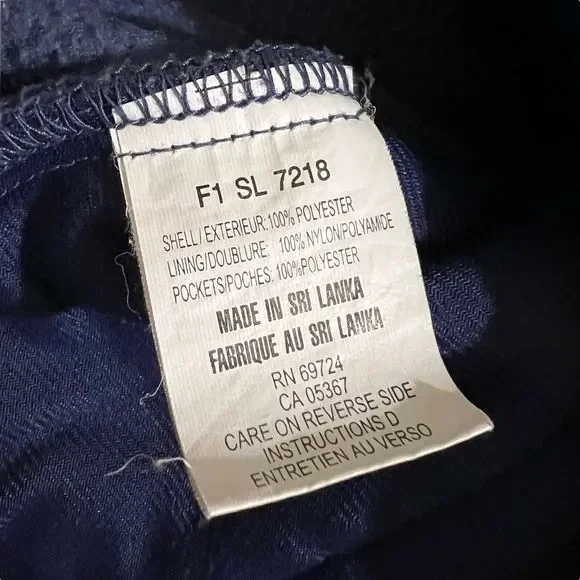 F1 SL 7218
SHELL/EXTERIEUR:100% POLYESTER
LINING/DOUBLURE: 100% NYLON/POLYAMIDE
POCKETS/POCHES: 100%POLYESTER
MADE IN SRI LANKA
FABRIQUE AU SRI LANKA
RN 69724
CA 05367
CARE ON REVERSE SIDE
INSTRUCTIONS D
ENTRETIEN AU VERSO